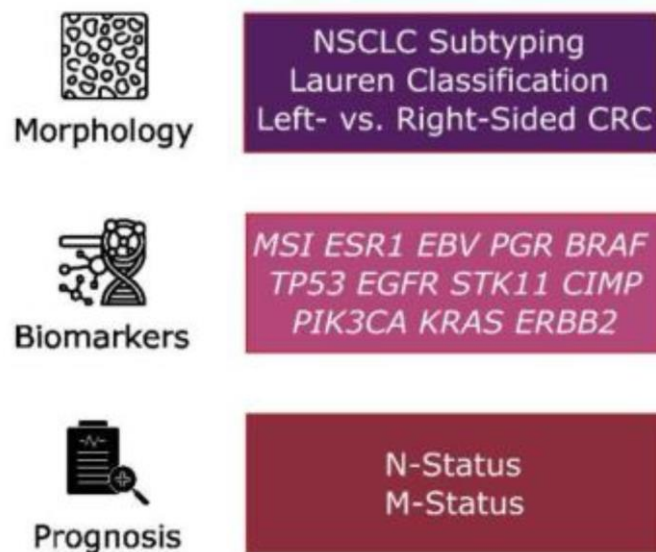 Morphology
NSCLC Subtyping
Lauren Classification
Left- vs. Right-Sided CRC
Biomarkers
MSI ESR1 EBV PGR BRAF
TP53 EGFR STK11 CIMP
PIK3CA KRAS ERBB2
Prognosis
N-Status
M-Status